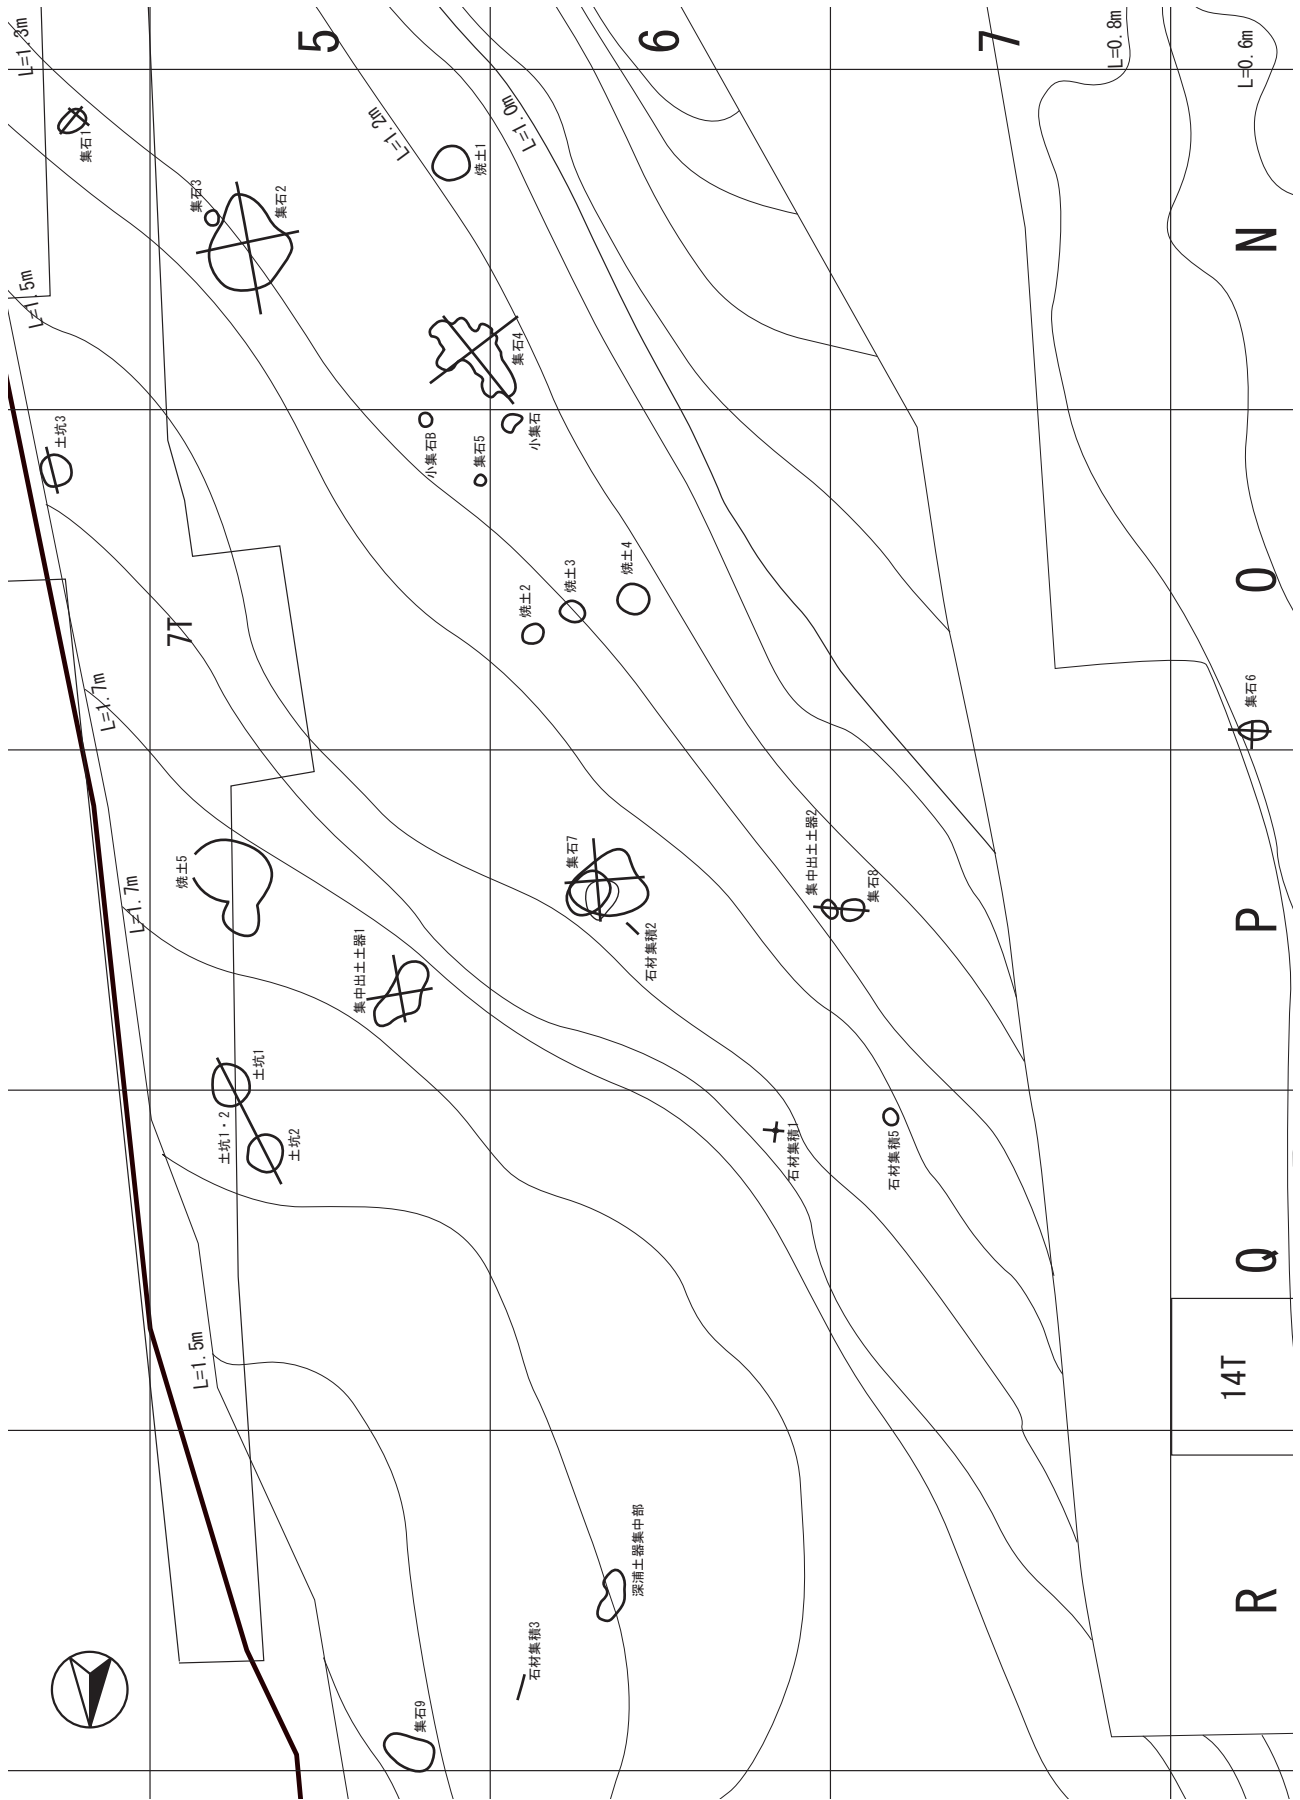 L=1.3m
5
6
7
L=0.8m
L=0.6m
集石1
L=1.2m
L=1.0m
焼土1
集石3
集石2
N
L=1.5m
集石4
土坑3
小集石B
集石5
小集石
焼土2
焼土3
焼土4
O
7T
L=1.7m
集石6
焼土5
L=1.7m
集石7
集中出土土器2
集石8
石材集積2
P
集中出土土器1
土坑1
土坑1・2
土坑2
石材集積1
石材集積5
Q
L=1.5m
14T
深浦土器集中部
R
石材集積3
集石9